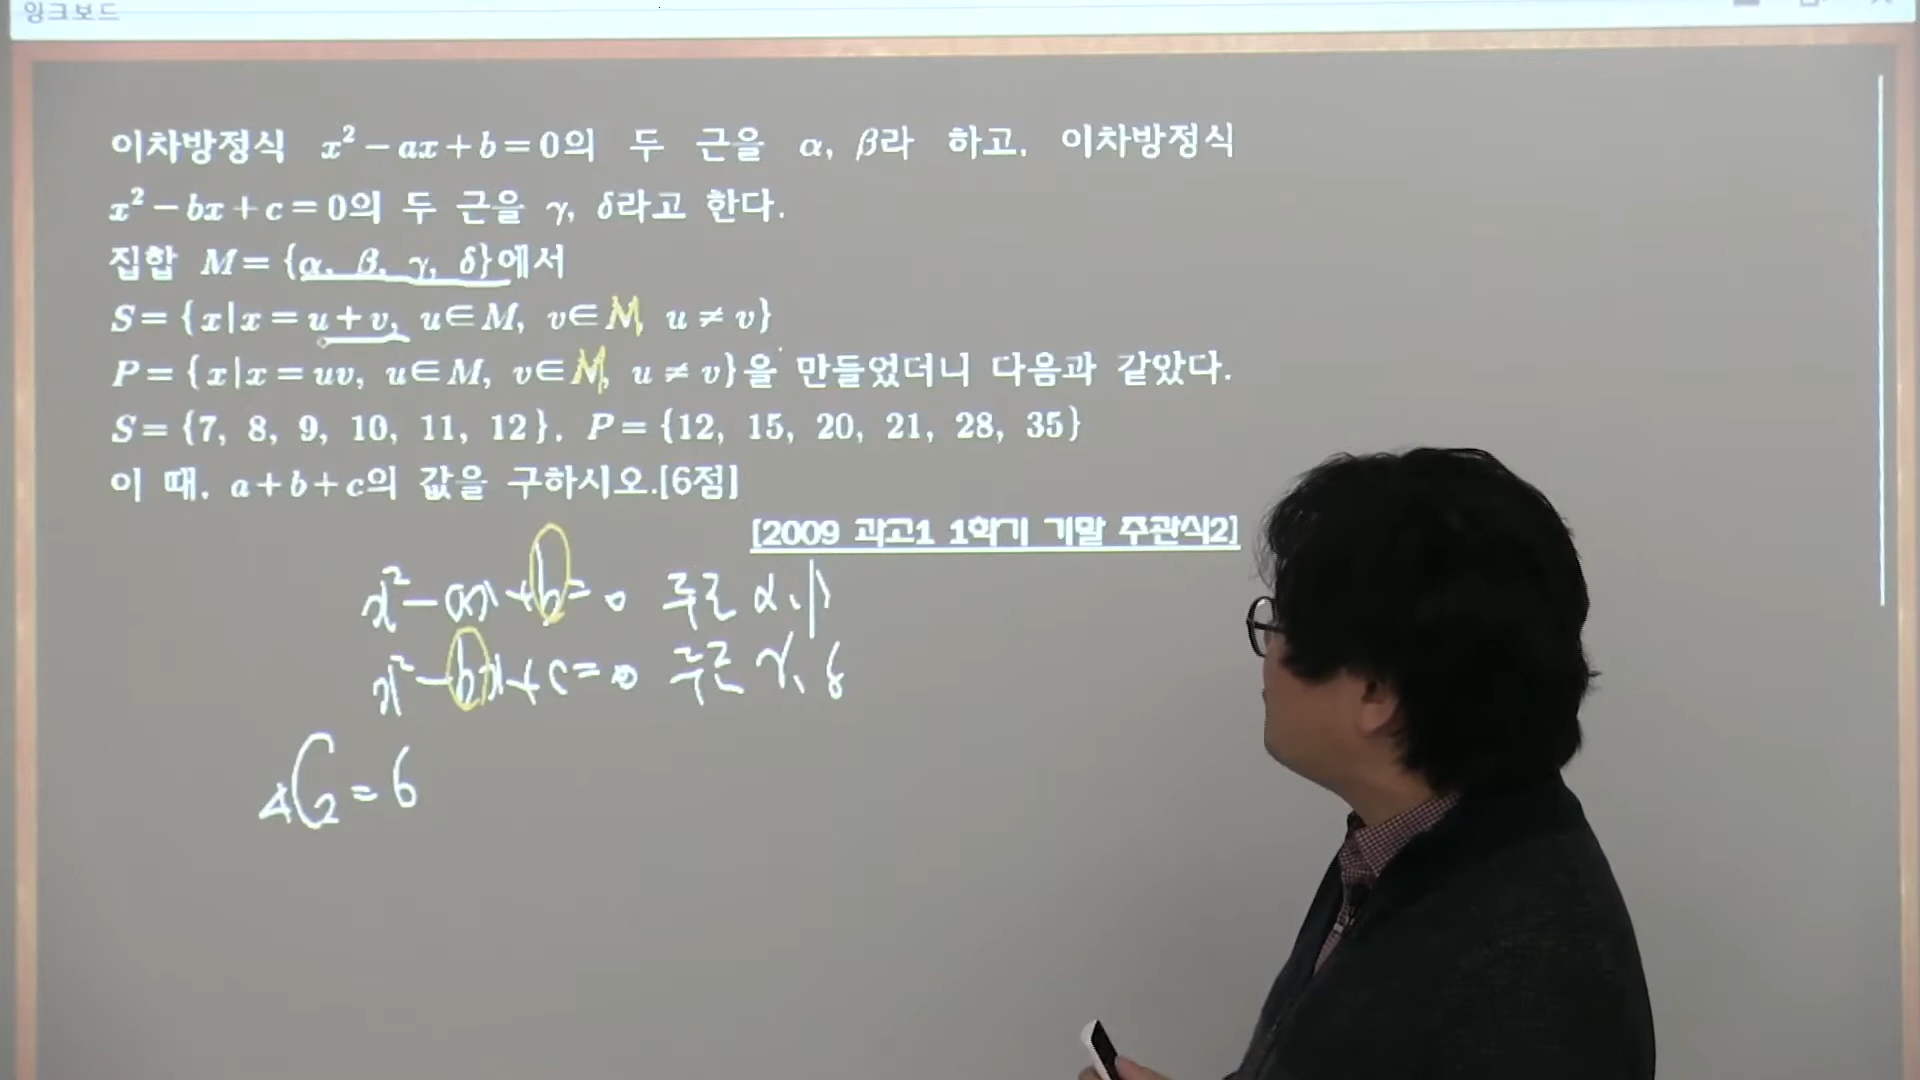 잉크보드
이차방정식 x² − ax + b = 0의 두 근을 α, β라 하고, 이차방정식
x² − bx + c = 0의 두 근을 γ, δ라고 한다.
집합 M = {α, β, γ, δ}에서
S = {x|x = u + v, u∈M, v∈M, u ≠ v}
P = {x|x = uv, u∈M, v∈M, u ≠ v}을 만들었더니 다음과 같았다.
S = {7, 8, 9, 10, 11, 12}, P = {12, 15, 20, 21, 28, 35}
이 때, a + b + c의 값을 구하시오.[6점]
[2009 과고1 1학기 기말 주관식2]
x² − ax + b = 0 두근 α, β
x² − bx + c = 0 두근 γ, δ
₄C₂ = 6